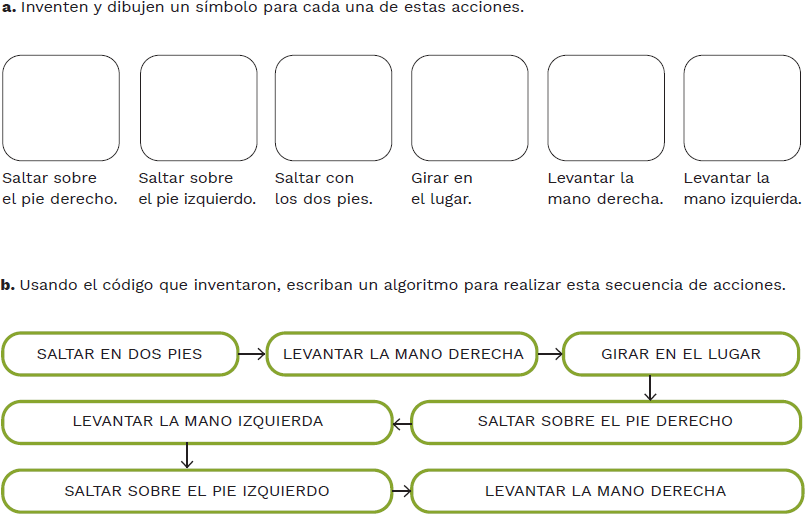 a. Inventen y dibujen un símbolo para cada una de estas acciones.
Saltar sobre
el pie derecho.
Saltar sobre
el pie izquierdo.
Saltar con
los dos pies.
Girar en
el lugar.
Levantar la
mano derecha.
Levantar la
mano izquierda.
b. Usando el código que inventaron, escriban un algoritmo para realizar esta secuencia de acciones.
SALTAR EN DOS PIES
LEVANTAR LA MANO DERECHA
GIRAR EN EL LUGAR
SALTAR SOBRE EL PIE DERECHO
LEVANTAR LA MANO IZQUIERDA
SALTAR SOBRE EL PIE IZQUIERDO
LEVANTAR LA MANO DERECHA